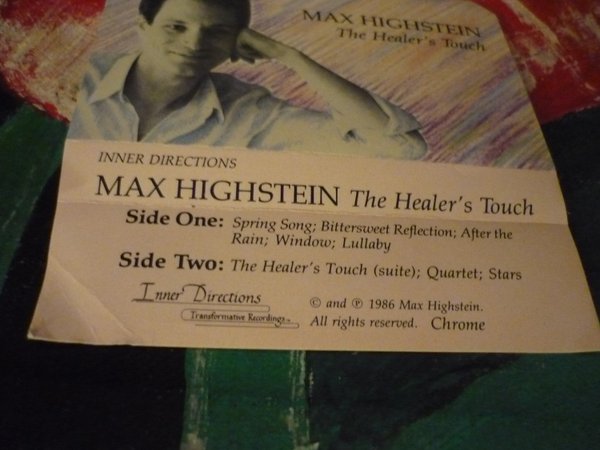 MAX HIGHSTEIN
The Healer's Touch
INNER DIRECTIONS
MAX HIGHSTEIN The Healer's Touch
Side One: Spring Song; Bittersweet Reflection; After the
Rain; Window; Lullaby
Side Two: The Healer's Touch (suite); Quartet; Stars
Inner Directions
Transformative Recordings™
© and ℗ 1986 Max Highstein.
All rights reserved. Chrome